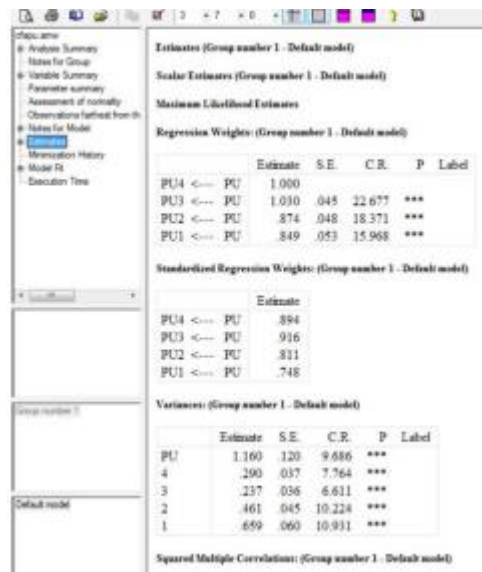 3 +7 +0
cfapu.amw
Analysis Summary
Notes for Group
Variable Summary
Parameter summary
Assessment of normality
Observations farthest from th
Notes for Model
Estimates
Minimization History
Model Fit
Execution Time
Group number 1
Default model
Estimates (Group number 1 - Default model)
Scalar Estimates (Group number 1 - Default model)
Maximum Likelihood Estimates
Regression Weights: (Group number 1 - Default model)
Estimate S.E. C.R. P Label
PU4 <--- PU 1.000
PU3 <--- PU 1.030 .045 22.677 ***
PU2 <--- PU .874 .048 18.371 ***
PU1 <--- PU .849 .053 15.968 ***
Standardized Regression Weights: (Group number 1 - Default model)
Estimate
PU4 <--- PU .894
PU3 <--- PU .916
PU2 <--- PU .811
PU1 <--- PU .748
Variances: (Group number 1 - Default model)
Estimate S.E. C.R. P Label
PU 1.160 .120 9.686 ***
4 .290 .037 7.764 ***
3 .237 .036 6.611 ***
2 .461 .045 10.224 ***
1 .659 .060 10.931 ***
Squared Multiple Correlations: (Group number 1 - Default model)